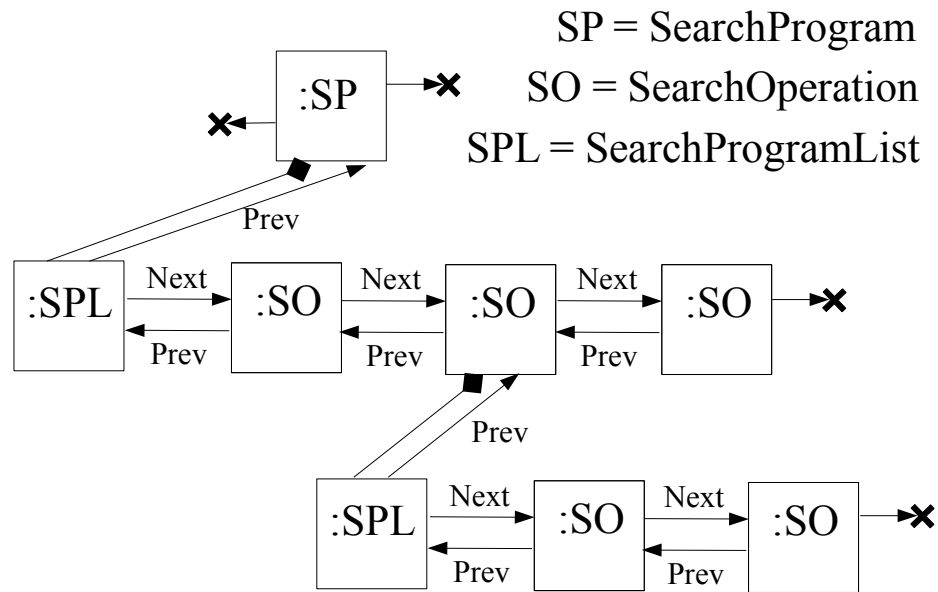 SP = SearchProgram
:SP
SO = SearchOperation
SPL = SearchProgramList
Prev
Next Next Next
:SPL :SO :SO :SO
Prev Prev Prev
Prev
Next Next
:SPL :SO :SO
Prev Prev